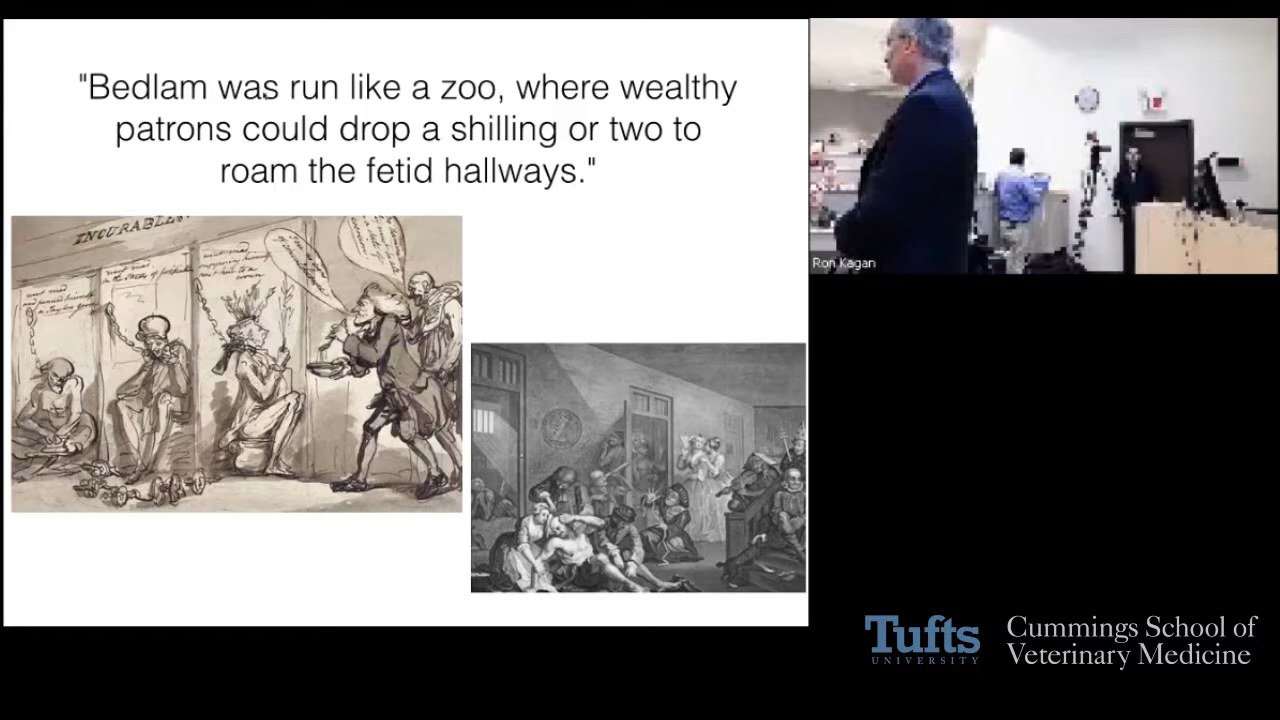 "Bedlam was run like a zoo, where wealthy
patrons could drop a shilling or two to
roam the fetid hallways."
INCURABLES
Ron Kagan
Tufts
UNIVERSITY
Cummings School of
Veterinary Medicine